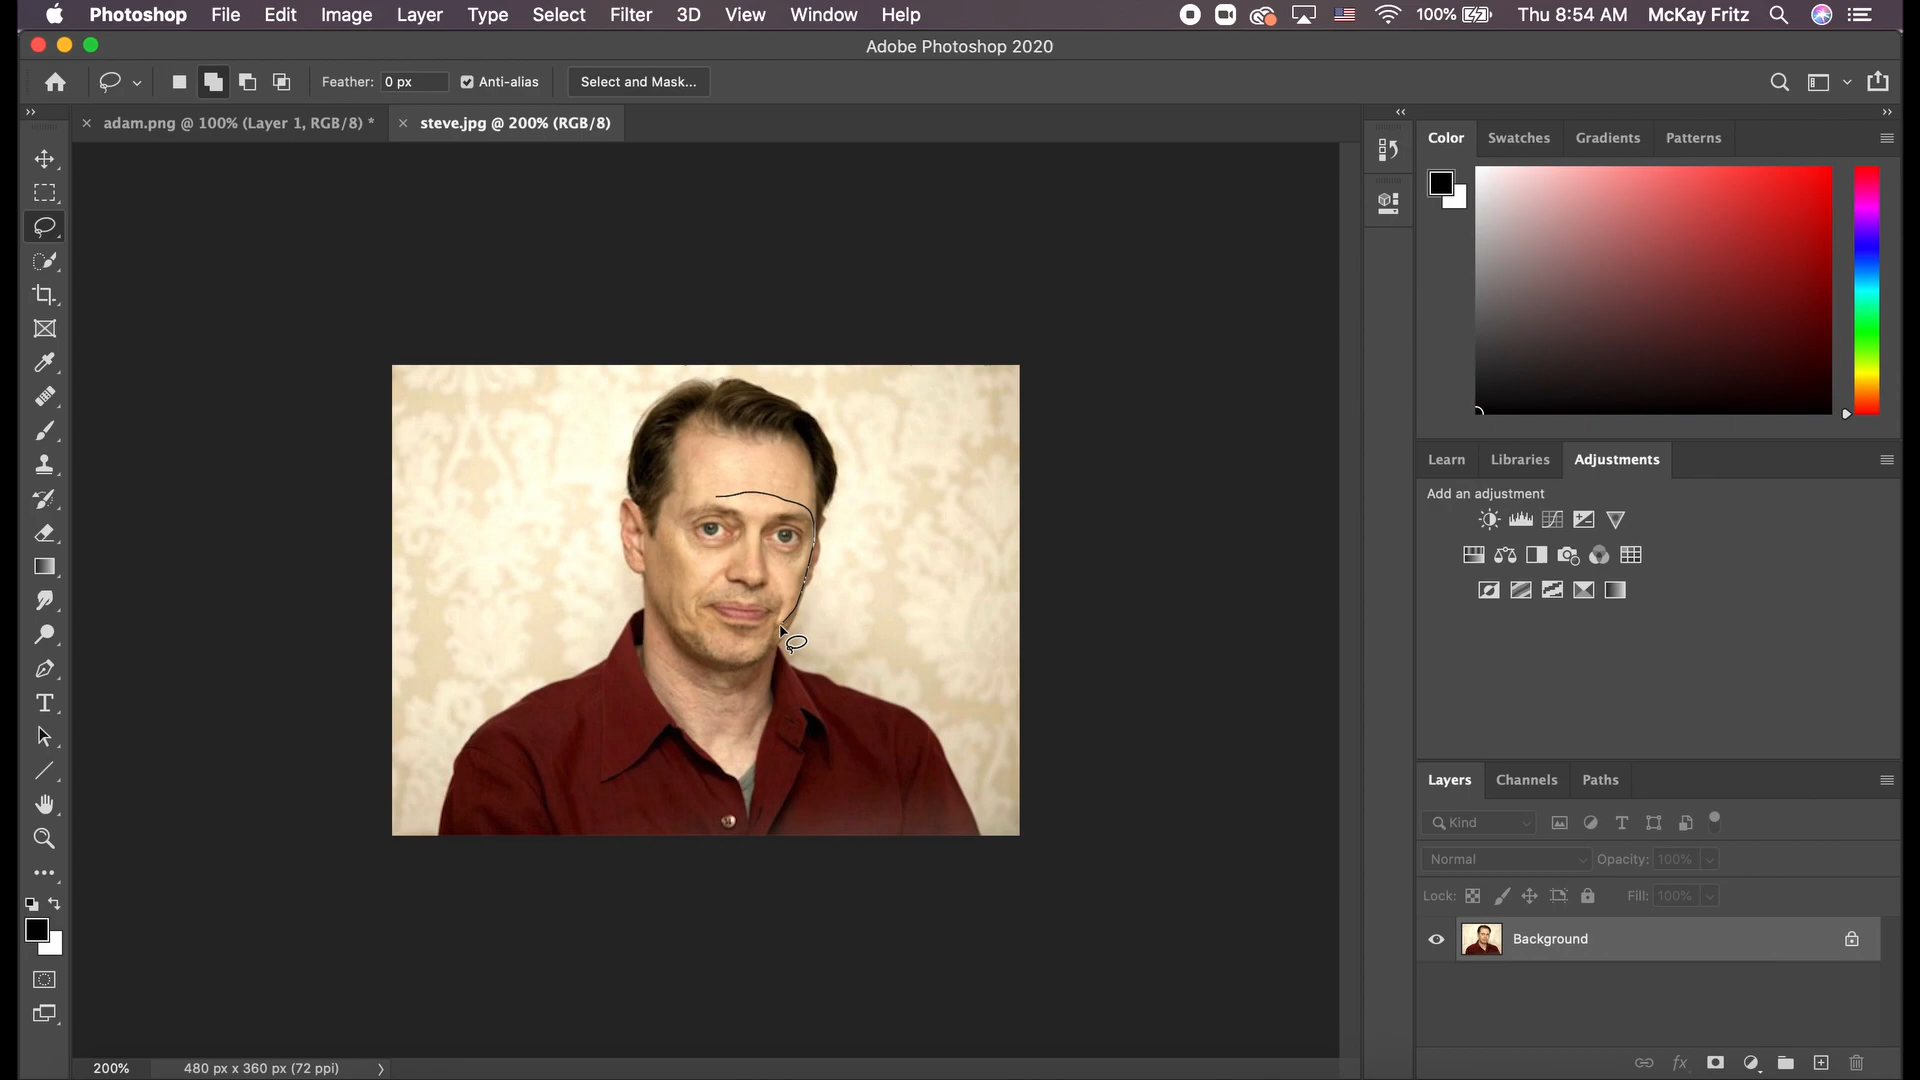 Photoshop File Edit Image Layer Type Select Filter 3D View Window Help 100% Thu 8:54 AM McKay Fritz
Adobe Photoshop 2020
Feather: 0 px Anti-alias Select and Mask...
adam.png @ 100% (Layer 1, RGB/8) * steve.jpg @ 200% (RGB/8)
Color Swatches Gradients Patterns
Learn Libraries Adjustments
Add an adjustment
Layers Channels Paths
Kind
Normal Opacity: 100%
Lock: Fill: 100%
Background
200% 480 px x 360 px (72 ppi)